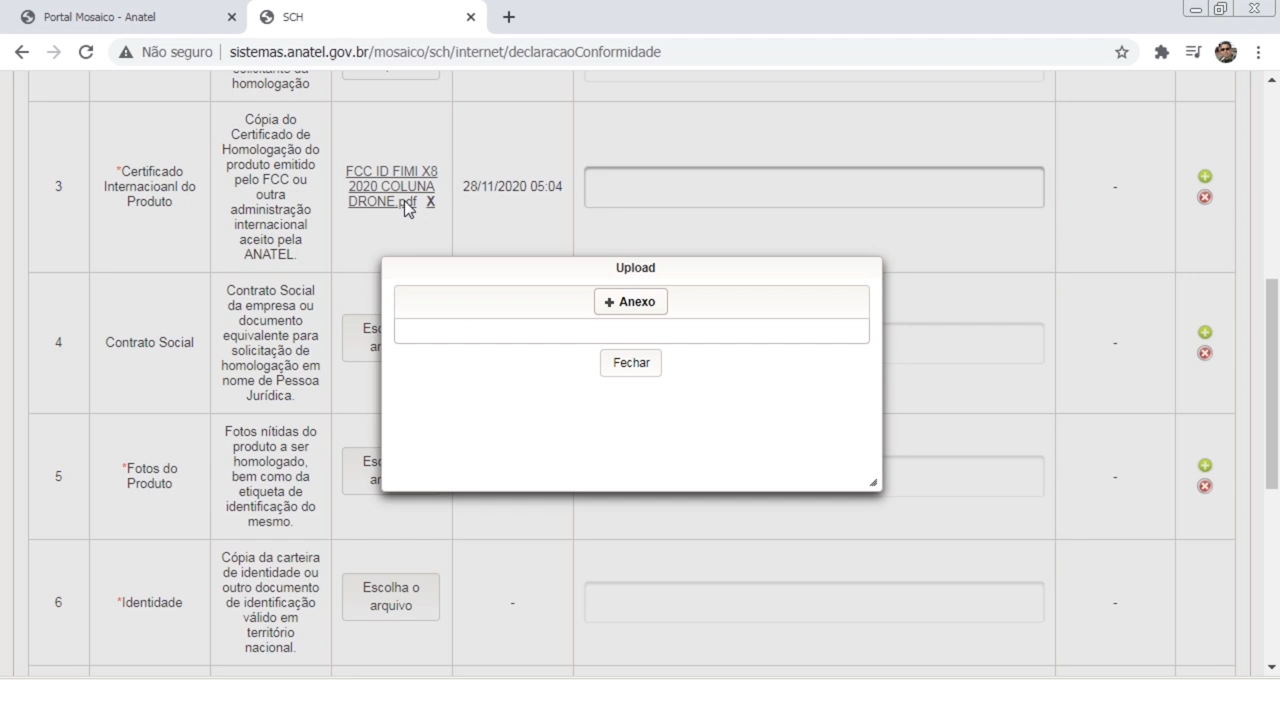 Portal Mosaico - Anatel
SCH
Não seguro
sistemas.anatel.gov.br/mosaico/sch/internet/declaracaoConformidade
homologação
3
*Certificado
Internacioanl do
Produto
Cópia do
Certificado de
Homologação do
produto emitido
pelo FCC ou
outra
administração
internacional
aceito pela
ANATEL.
FCC ID FIMI X8
2020 COLUNA
DRONE.pdf X
28/11/2020 05:04
-
Upload
+ Anexo
Fechar
4
Contrato Social
Contrato Social
da empresa ou
documento
equivalente para
solicitação de
homologação em
nome de Pessoa
Jurídica.
-
5
*Fotos do
Produto
Fotos nítidas do
produto a ser
homologado,
bem como da
etiqueta de
identificação do
mesmo.
-
6
*Identidade
Cópia da carteira
de identidade ou
outro documento
de identificação
válido em
território
nacional.
Escolha o
arquivo
-
-